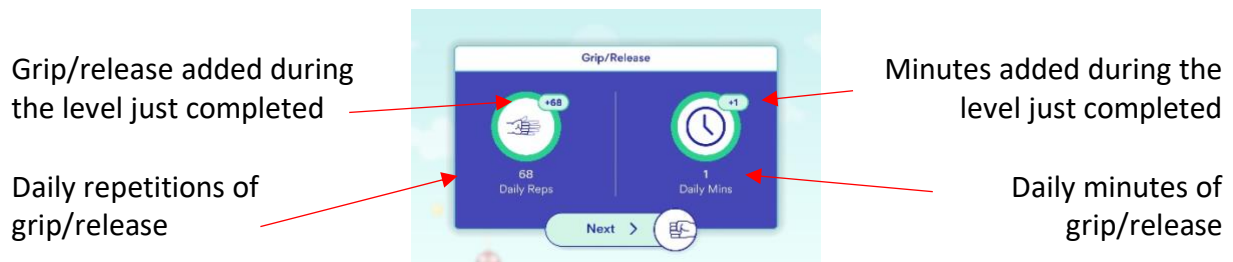 Grip/release added during
the level just completed
Daily repetitions of
grip/release
Grip/Release
+68
+1
68
Daily Reps
1
Daily Mins
Next >
Minutes added during the
level just completed
Daily minutes of
grip/release